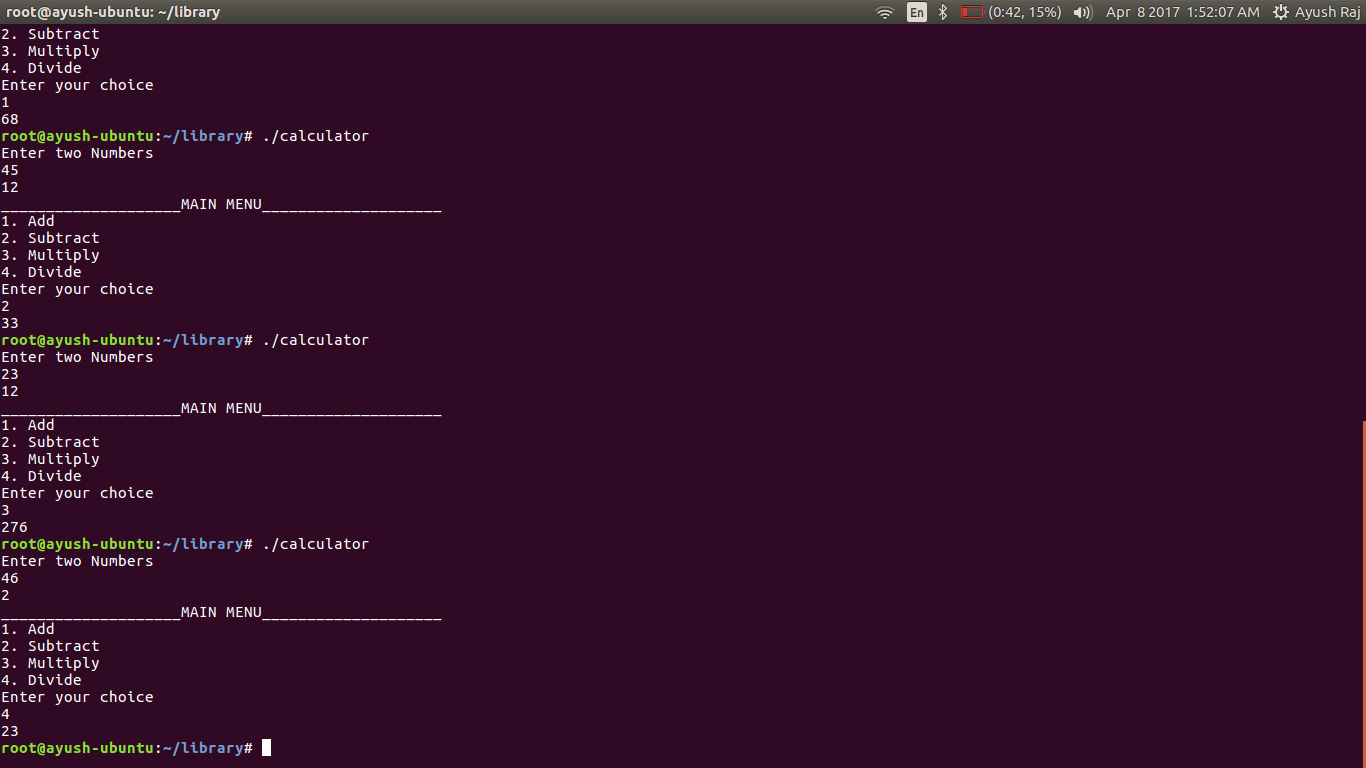 root@ayush-ubuntu: ~/library En (0:42, 15%) Apr 8 2017 1:52:07 AM Ayush Raj
2. Subtract
3. Multiply
4. Divide
Enter your choice
1
68
root@ayush-ubuntu:~/library# ./calculator
Enter two Numbers
45
12
____________________MAIN MENU____________________
1. Add
2. Subtract
3. Multiply
4. Divide
Enter your choice
2
33
root@ayush-ubuntu:~/library# ./calculator
Enter two Numbers
23
12
____________________MAIN MENU____________________
1. Add
2. Subtract
3. Multiply
4. Divide
Enter your choice
3
276
root@ayush-ubuntu:~/library# ./calculator
Enter two Numbers
46
2
____________________MAIN MENU____________________
1. Add
2. Subtract
3. Multiply
4. Divide
Enter your choice
4
23
root@ayush-ubuntu:~/library#